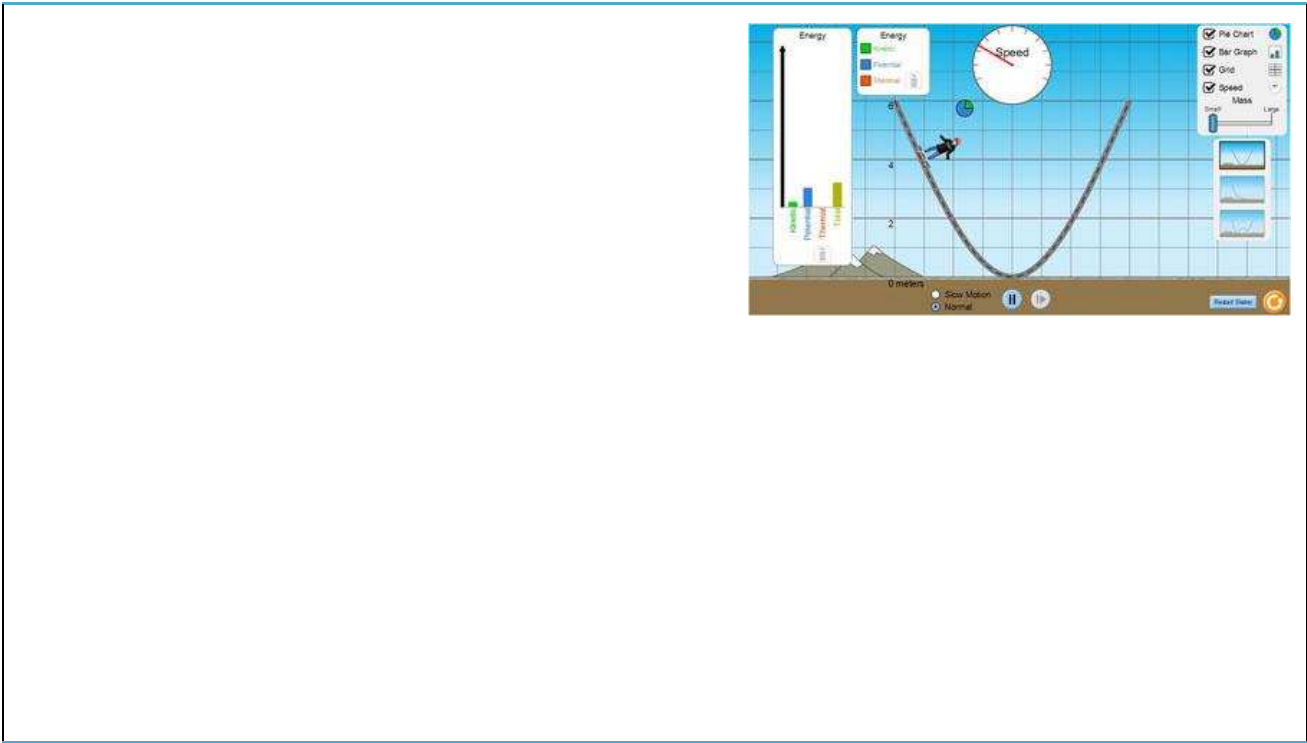 Energy
Kinetic
Potential
Thermal
Total
Energy
Kinetic
Potential
Thermal
Speed
6
4
2
0 meters
Slow Motion
Normal
Pie Chart
Bar Graph
Grid
Speed
Mass
Small
Large
Restart Skater